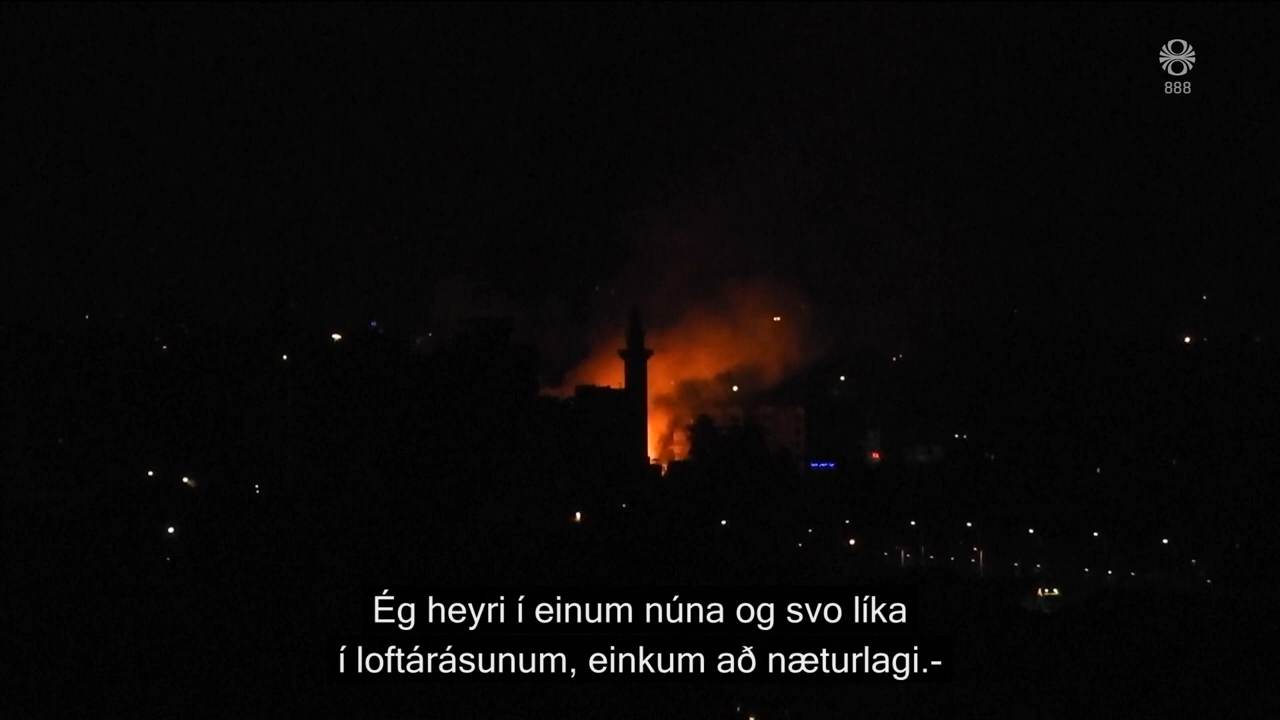 888
Ég heyri í einum núna og svo líka
í loftárásunum, einkum að næturlagi.-